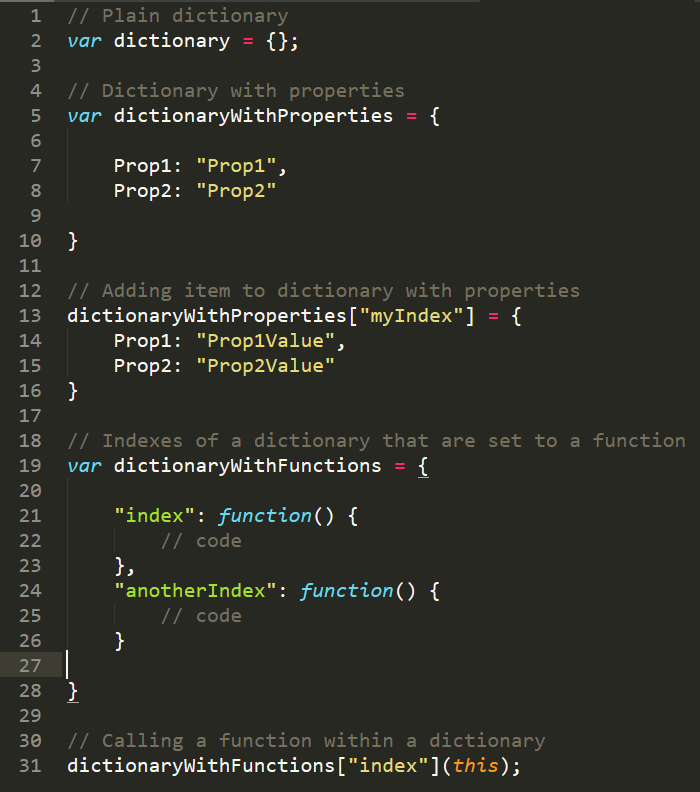 1 // Plain dictionary
2 var dictionary = {};
3
4 // Dictionary with properties
5 var dictionaryWithProperties = {
6
7     Prop1: "Prop1",
8     Prop2: "Prop2"
9
10 }
11
12 // Adding item to dictionary with properties
13 dictionaryWithProperties["myIndex"] = {
14     Prop1: "Prop1Value",
15     Prop2: "Prop2Value"
16 }
17
18 // Indexes of a dictionary that are set to a function
19 var dictionaryWithFunctions = {
20
21     "index": function() {
22         // code
23     },
24     "anotherIndex": function() {
25         // code
26     }
27
28 }
29
30 // Calling a function within a dictionary
31 dictionaryWithFunctions["index"](this);